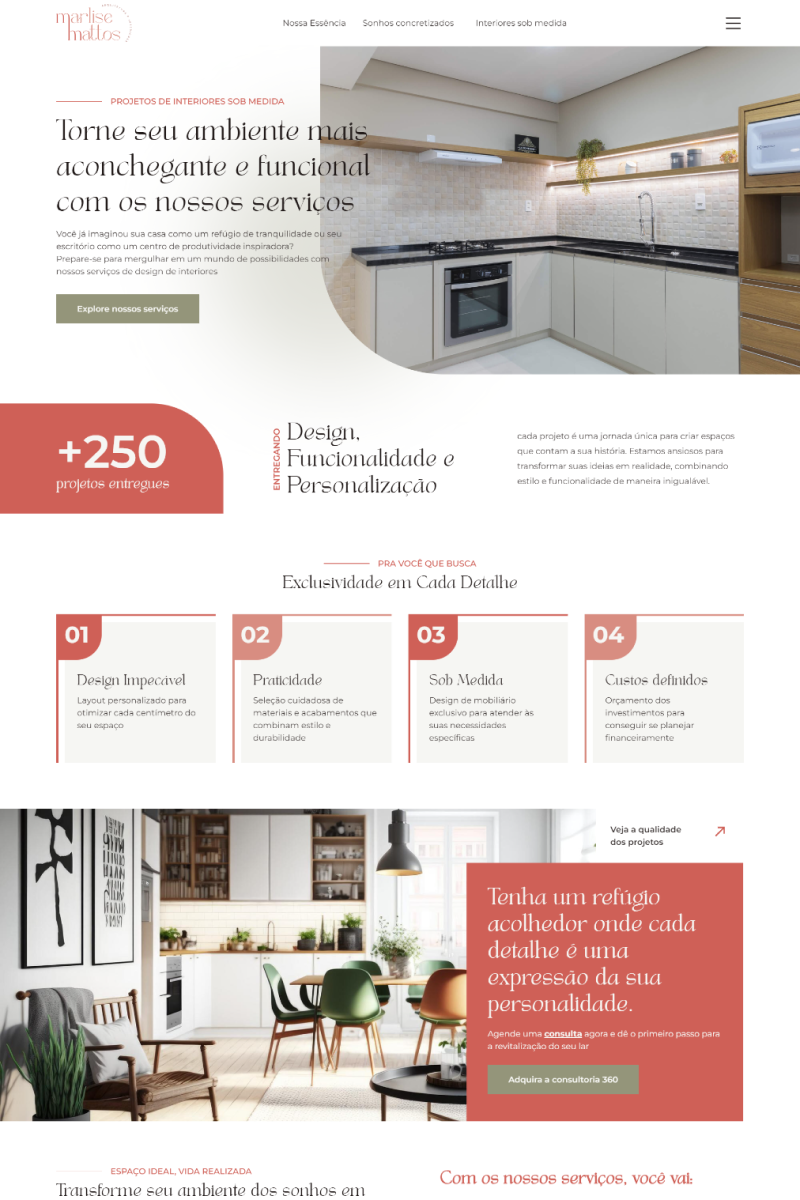 marlise
mattos
Nossa Essência
Sonhos concretizados
Interiores sob medida
PROJETOS DE INTERIORES SOB MEDIDA
Torne seu ambiente mais
aconchegante e funcional
com os nossos serviços
Você já imaginou sua casa como um refúgio de tranquilidade ou seu
escritório como um centro de produtividade inspiradora?
Prepare-se para mergulhar em um mundo de possibilidades com
nossos serviços de design de interiores
Explore nossos serviços
+250
projetos entregues
ENTREGANDO
Design,
Funcionalidade e
Personalização
cada projeto é uma jornada única para criar espaços
que contam a sua história. Estamos ansiosos para
transformar suas ideias em realidade, combinando
estilo e funcionalidade de maneira inigualável.
PRA VOCÊ QUE BUSCA
Exclusividade em Cada Detalhe
01
Design Impecável
Layout personalizado para
otimizar cada centímetro do
seu espaço
02
Praticidade
Seleção cuidadosa de
materiais e acabamentos que
combinam estilo e
durabilidade
03
Sob Medida
Design de mobiliário
exclusivo para atender às
suas necessidades
específicas
04
Custos definidos
Orçamento dos
investimentos para
conseguir se planejar
financeiramente
Veja a qualidade
dos projetos
Tenha um refúgio
acolhedor onde cada
detalhe é uma
expressão da sua
personalidade.
Agende uma consulta agora e dê o primeiro passo para
a revitalização do seu lar
Adquira a consultoria 360
ESPAÇO IDEAL, VIDA REALIZADA
Transforme seu ambiente dos sonhos em
Com os nossos serviços, você vai: